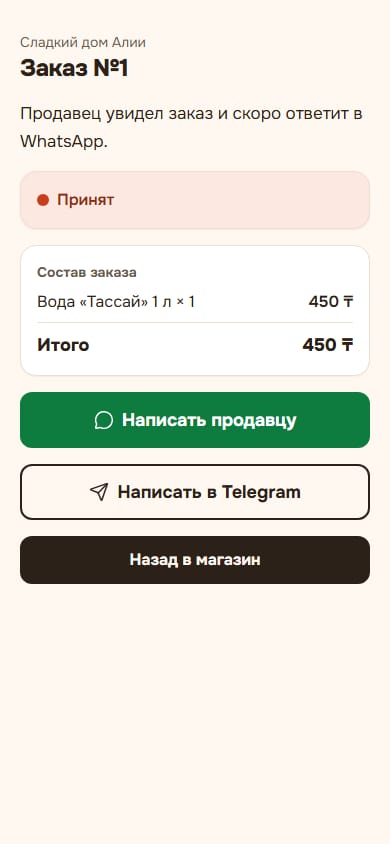 Сладкий дом Алии
Заказ №1
Продавец увидел заказ и скоро ответит в
WhatsApp.
Принят
Состав заказа
Вода «Тассай» 1 л × 1 450 ₸
Итого 450 ₸
Написать продавцу
Написать в Telegram
Назад в магазин